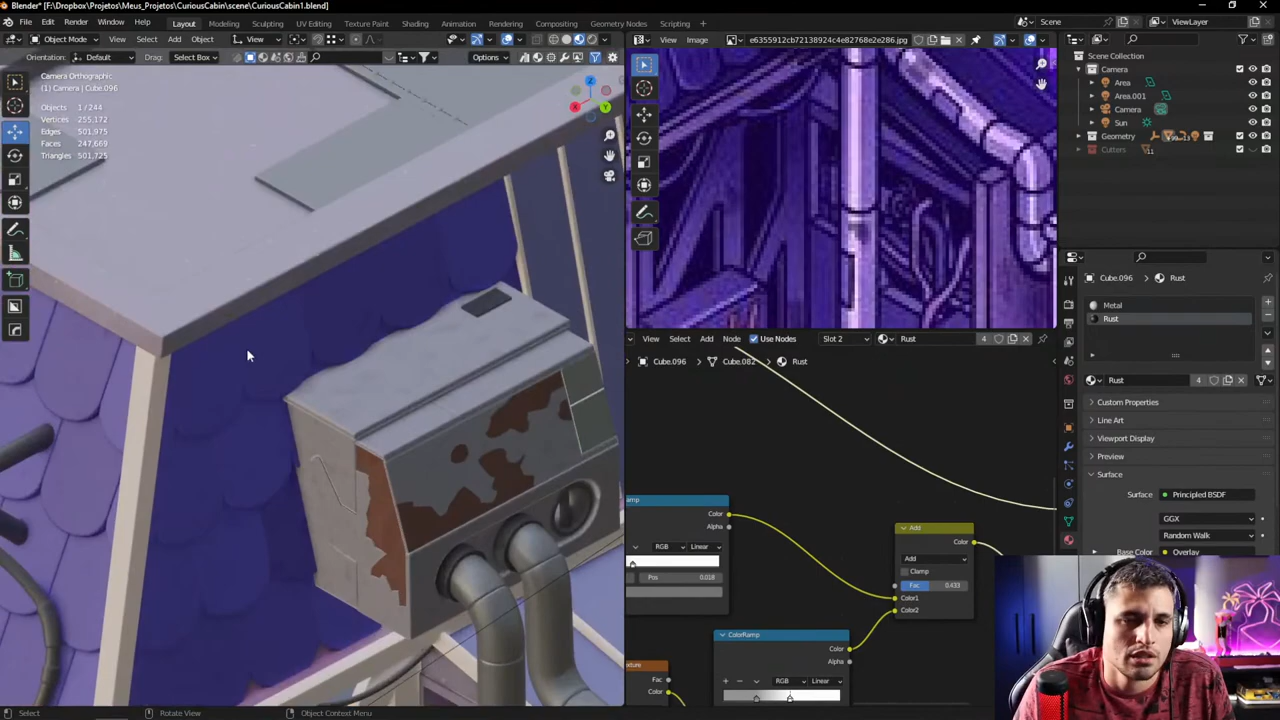 Blender* [F:\Dropbox\Projetos\Meus_Projetos\CuriousCabin\scene\CuriousCabin1.blend]
File Edit Render Window Help Layout Modeling Sculpting UV Editing Texture Paint Shading Animation Rendering Compositing Geometry Nodes Scripting Scene ViewLayer
Object Mode View Select Add Object View View Image e6355912cb72138924c4e82768e2e286.jpg
Orientation: Default Drag: Select Box Options
Scene Collection
Camera
Area
Area.001
Camera
Sun
Geometry
Cutters
Camera Orthographic
(1) Camera | Cube.096
Objects 1 / 244
Vertices 255,172
Edges 501,975
Faces 247,669
Triangles 501,725
X
Y
Z
Cube.096 Rust
Metal
Rust
Rust 4
Custom Properties
Line Art
Viewport Display
Preview
Surface
Surface Principled BSDF
GGX
Random Walk
Base Color Overlay
View Select Add Node Use Nodes Slot 2 Rust 4
Cube.096 Cube.082 Rust
Color
Alpha
RGB Linear
Pos 0.018
Add
Color
Add
Clamp
Fac 0.433
Color1
Color2
ColorRamp
Color
Alpha
RGB Linear
Fac
Color
Select Rotate View Object Context Menu